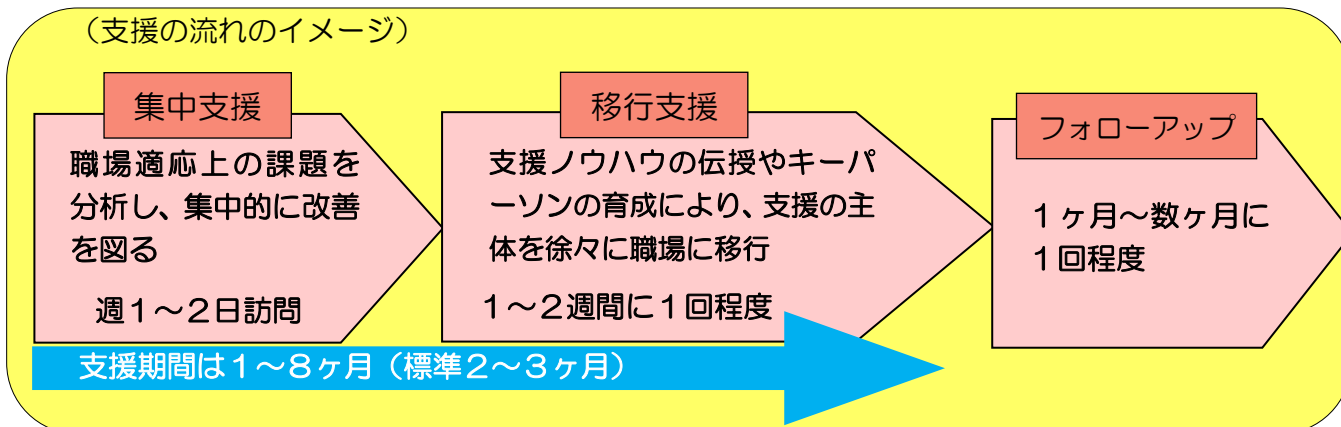 （支援の流れのイメージ）
集中支援
職場適応上の課題を
分析し、集中的に改善
を図る
週１～２日訪問
移行支援
支援ノウハウの伝授やキーパ
ーソンの育成により、支援の主
体を徐々に職場に移行
１～２週間に１回程度
フォローアップ
１ヶ月～数ヶ月に
１回程度
支援期間は１～８ヶ月（標準２～３ヶ月）